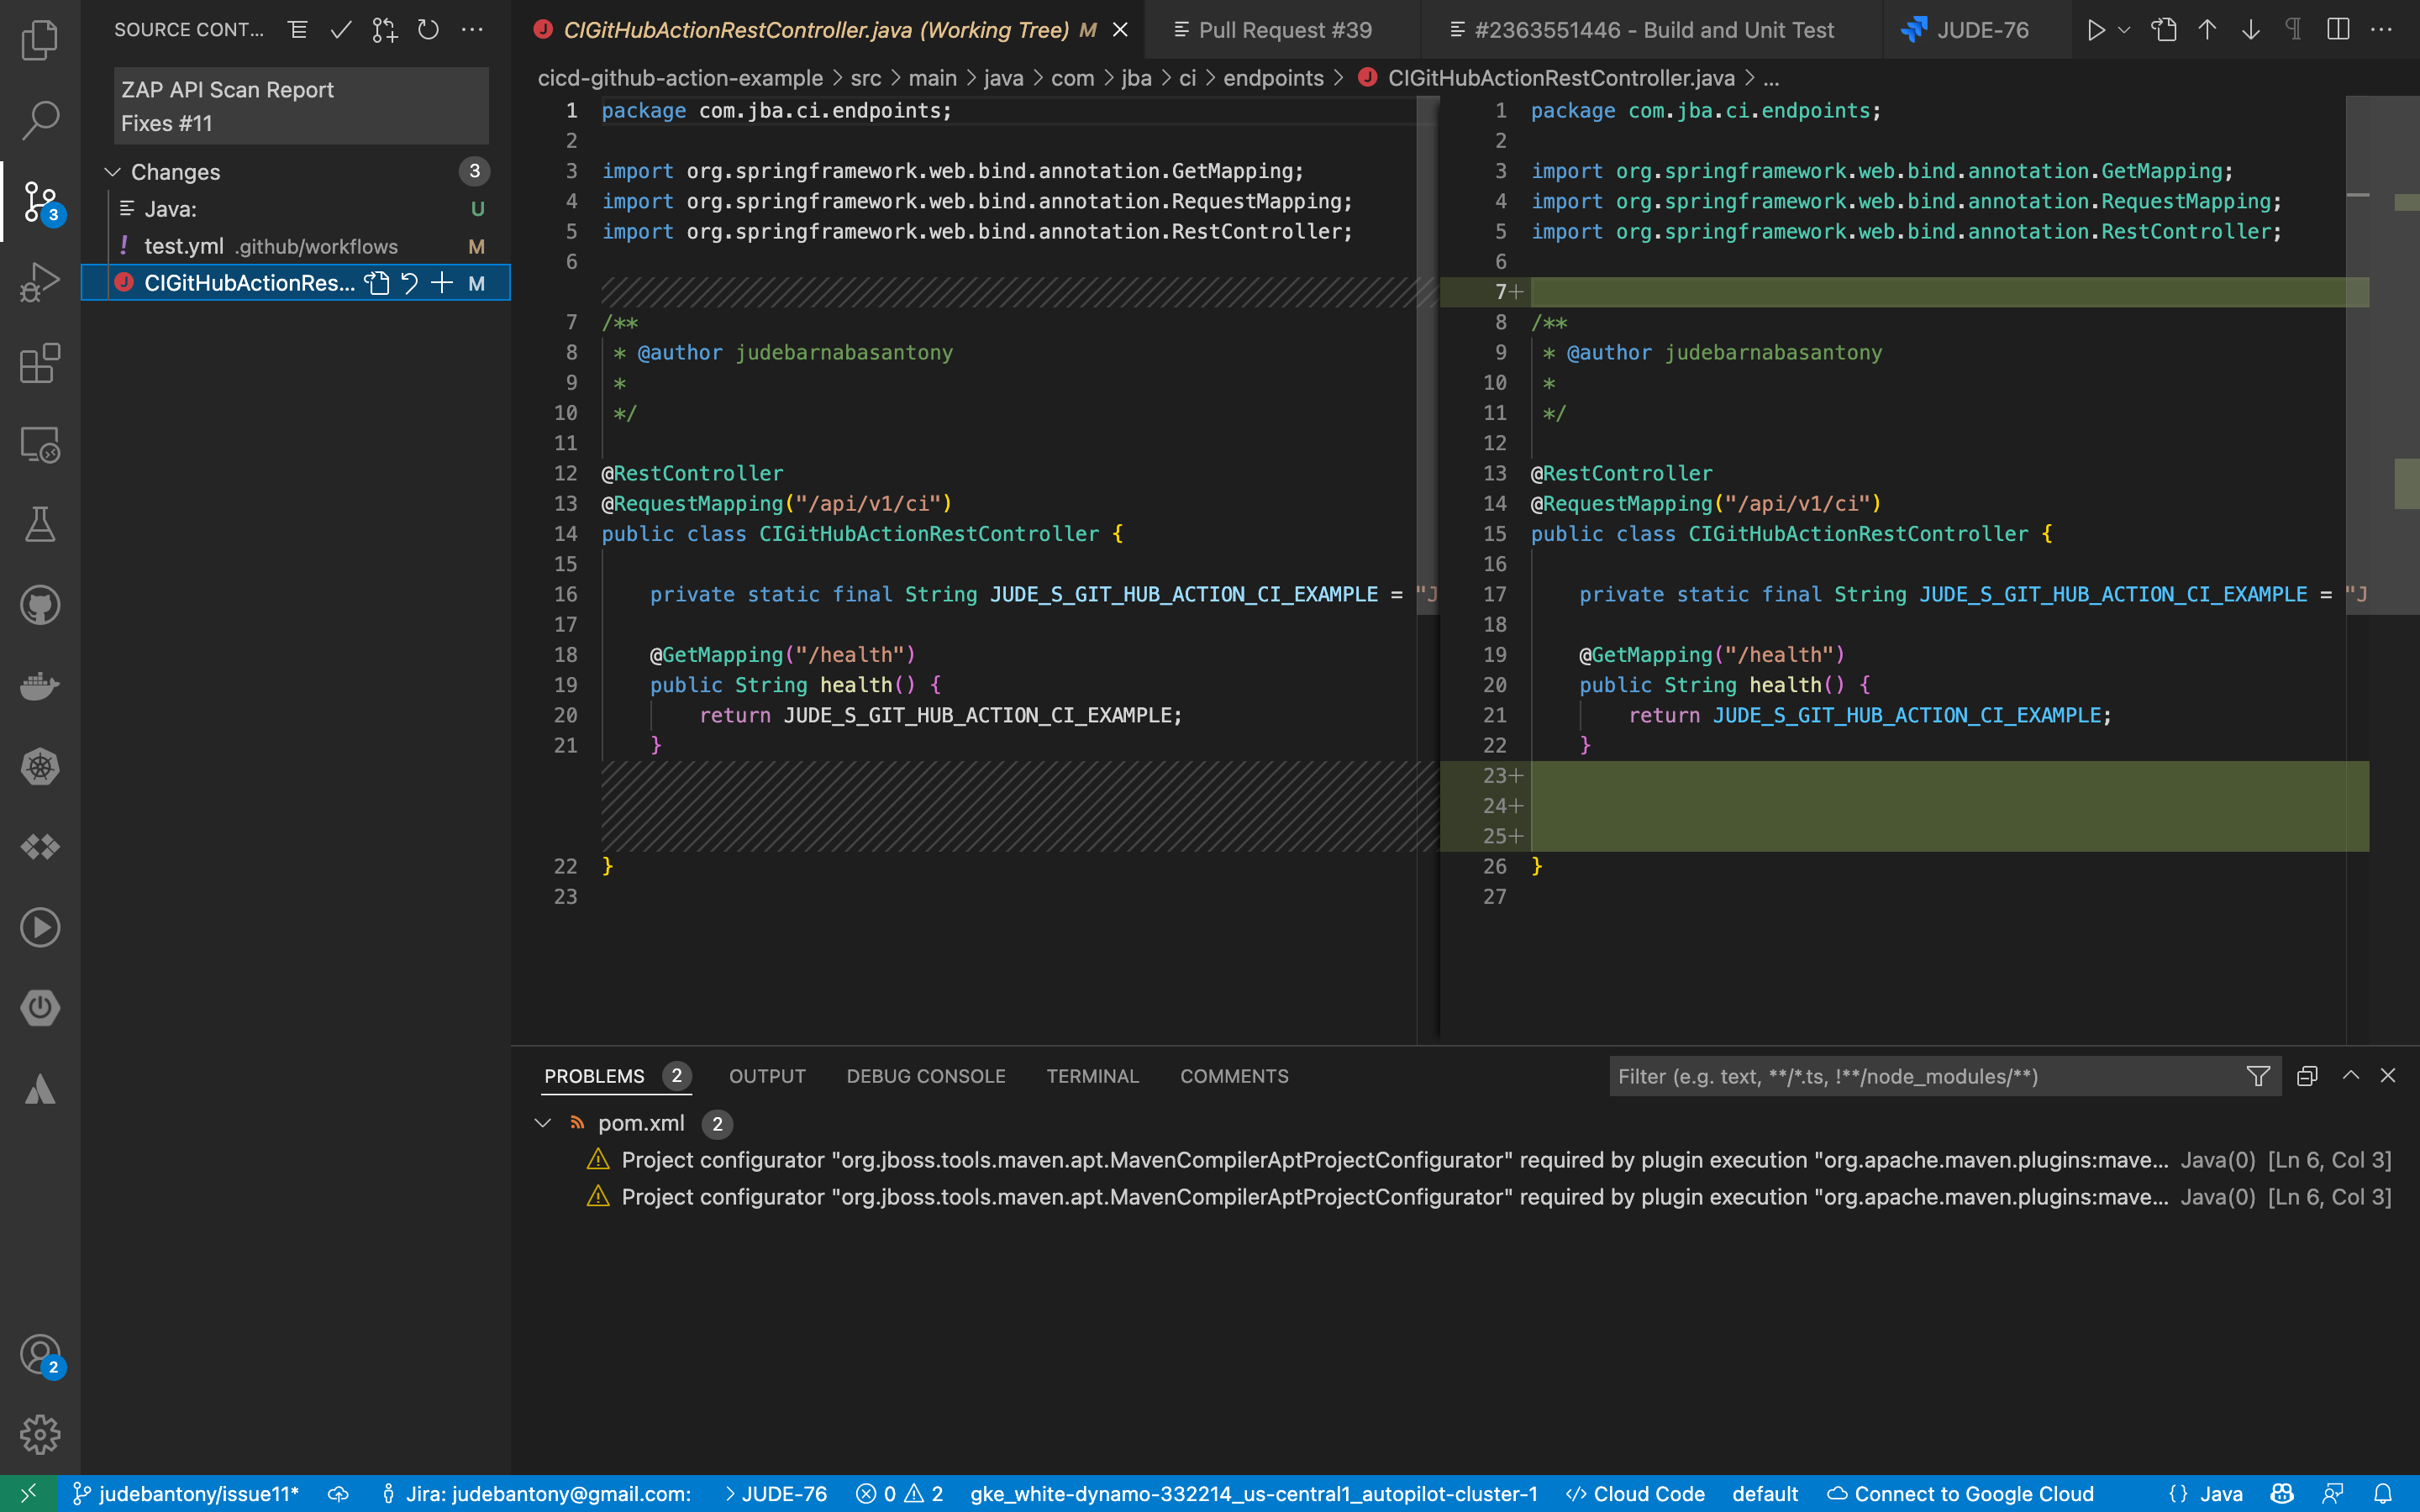 SOURCE CONT...
CIGitHubActionRestController.java (Working Tree) M
Pull Request #39
#2363551446 - Build and Unit Test
JUDE-76
ZAP API Scan Report
Fixes #11
Changes
3
Java:
U
test.yml .github/workflows
M
CIGitHubActionRes...
M
3
2
cicd-github-action-example > src > main > java > com > jba > ci > endpoints > CIGitHubActionRestController.java > ...
1 package com.jba.ci.endpoints;
2
3 import org.springframework.web.bind.annotation.GetMapping;
4 import org.springframework.web.bind.annotation.RequestMapping;
5 import org.springframework.web.bind.annotation.RestController;
6
7 /**
8 * @author judebarnabasantony
9 *
10 */
11
12 @RestController
13 @RequestMapping("/api/v1/ci")
14 public class CIGitHubActionRestController {
15
16 private static final String JUDE_S_GIT_HUB_ACTION_CI_EXAMPLE = "J
17
18 @GetMapping("/health")
19 public String health() {
20 return JUDE_S_GIT_HUB_ACTION_CI_EXAMPLE;
21 }
22 }
23
1 package com.jba.ci.endpoints;
2
3 import org.springframework.web.bind.annotation.GetMapping;
4 import org.springframework.web.bind.annotation.RequestMapping;
5 import org.springframework.web.bind.annotation.RestController;
6
7+
8 /**
9 * @author judebarnabasantony
10 *
11 */
12
13 @RestController
14 @RequestMapping("/api/v1/ci")
15 public class CIGitHubActionRestController {
16
17 private static final String JUDE_S_GIT_HUB_ACTION_CI_EXAMPLE = "J
18
19 @GetMapping("/health")
20 public String health() {
21 return JUDE_S_GIT_HUB_ACTION_CI_EXAMPLE;
22 }
23+
24+
25+
26 }
27
PROBLEMS 2 OUTPUT DEBUG CONSOLE TERMINAL COMMENTS
Filter (e.g. text, **/*.ts, !**/node_modules/**)
pom.xml 2
Project configurator "org.jboss.tools.maven.apt.MavenCompilerAptProjectConfigurator" required by plugin execution "org.apache.maven.plugins:mave... Java(0) [Ln 6, Col 3]
Project configurator "org.jboss.tools.maven.apt.MavenCompilerAptProjectConfigurator" required by plugin execution "org.apache.maven.plugins:mave... Java(0) [Ln 6, Col 3]
judebantony/issue11* Jira: judebantony@gmail.com: > JUDE-76 0 2 gke_white-dynamo-332214_us-central1_autopilot-cluster-1 </> Cloud Code default Connect to Google Cloud {} Java